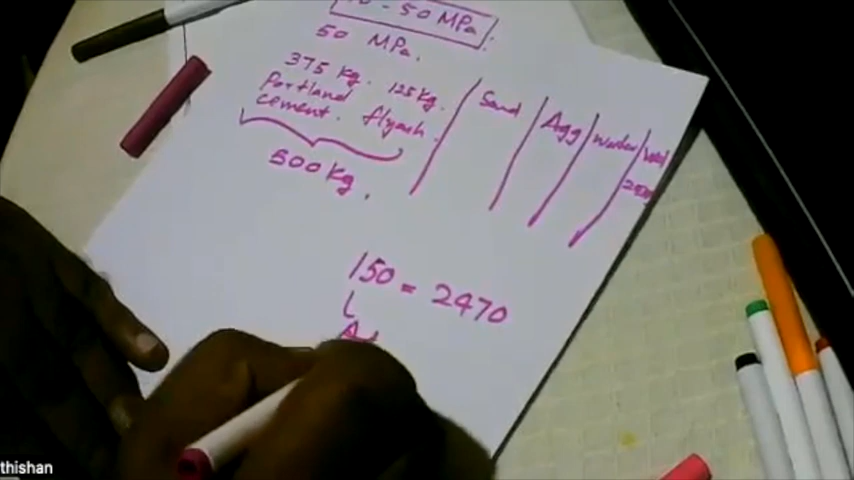 - 50 MPa.
50 MPa.
375 kg. 125 kg.
Portland cement. flyash.
500 kg.
Sand
Agg
Water
150 = 2470
thishan